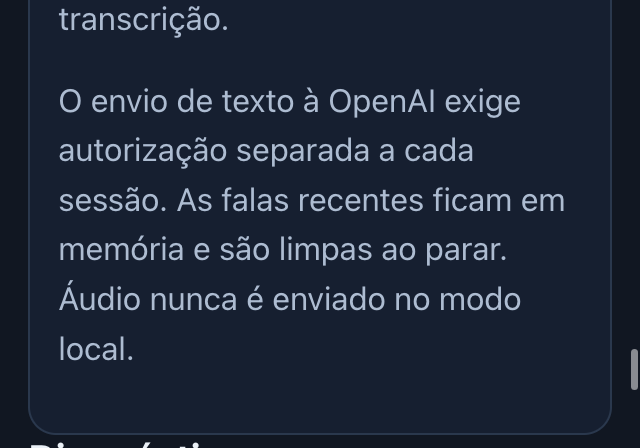 transcrição.
O envio de texto à OpenAI exige
autorização separada a cada
sessão. As falas recentes ficam em
memória e são limpas ao parar.
Áudio nunca é enviado no modo
local.